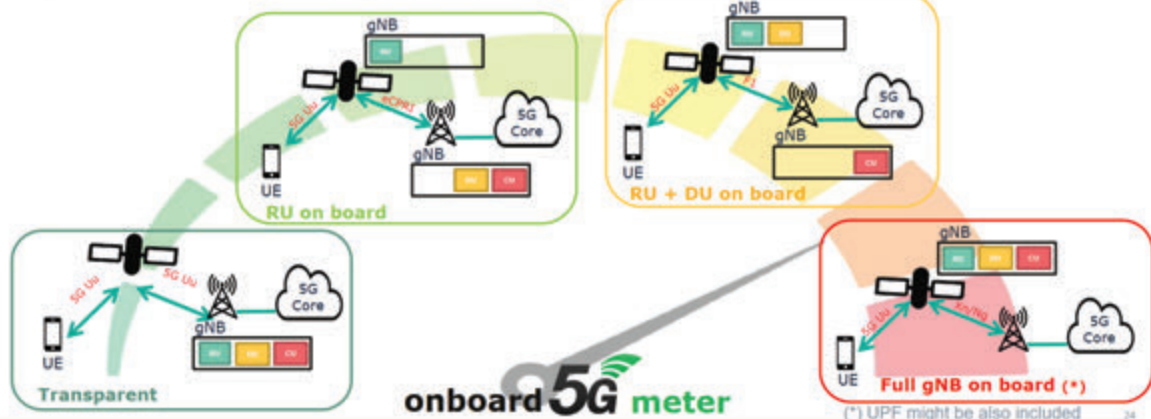 gNB
RU
5G Uu
eCPRI
5G
Core
gNB
DU
CU
UE
RU on board
gNB
RU
DU
5G Uu
F1
5G
Core
gNB
CU
UE
RU + DU on board
5G Uu
5G Uu
5G
Core
gNB
RU
DU
CU
UE
Transparent
gNB
RU
DU
CU
5G Uu
Xn/Ng
5G
Core
UE
Full gNB on board (*)
onboard 5G meter
(*) UPF might be also included
24